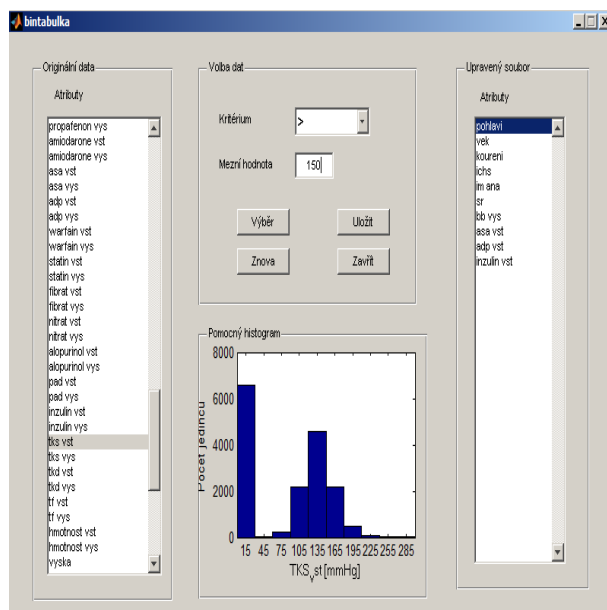 bintabulka
Originální data
Atributy
propafenon vys
amiodarone vst
amiodarone vys
asa vst
asa vys
adp vst
adp vys
warfain vst
warfain vys
statin vst
statin vys
fibrat vst
fibrat vys
nitrat vst
nitrat vys
alopurinol vst
alopurinol vys
pad vst
pad vys
inzulin vst
inzulin vys
tks vst
tks vys
tkd vst
tkd vys
tf vst
tf vys
hmotnost vst
hmotnost vys
vyska
Volba dat
Kritérium
>
Mezní hodnota
150
Výběr
Uložit
Znova
Zavřít
Pomocný histogram
8000
6000
4000
2000
0
Pocet jedincu
15 45 75 105 135 165 195 225 255 285
TKSvst [mmHg]
Upravený soubor
Atributy
pohlavi
vek
koureni
ichs
im ana
sr
bb vys
asa vst
adp vst
inzulin vst